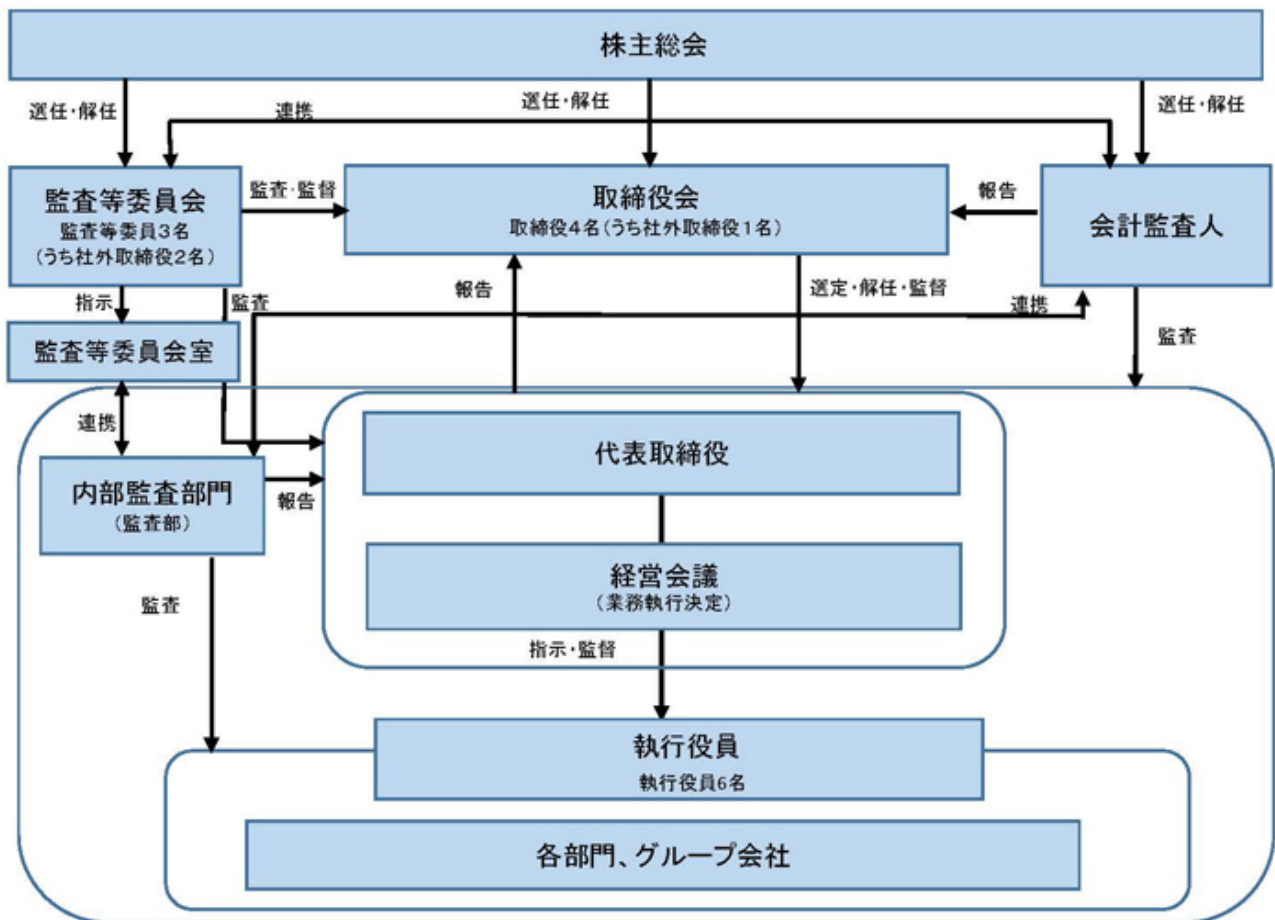 株主総会
選任・解任
連携
選任・解任
選任・解任
監査等委員会
監査等委員3名
(うち社外取締役2名)
監査・監督
取締役会
取締役4名(うち社外取締役1名)
報告
会計監査人
指示
監査
報告
選定・解任・監督
連携
監査
監査等委員会室
連携
代表取締役
内部監査部門
(監査部)
報告
経営会議
(業務執行決定)
監査
指示・監督
執行役員
執行役員6名
各部門、グループ会社